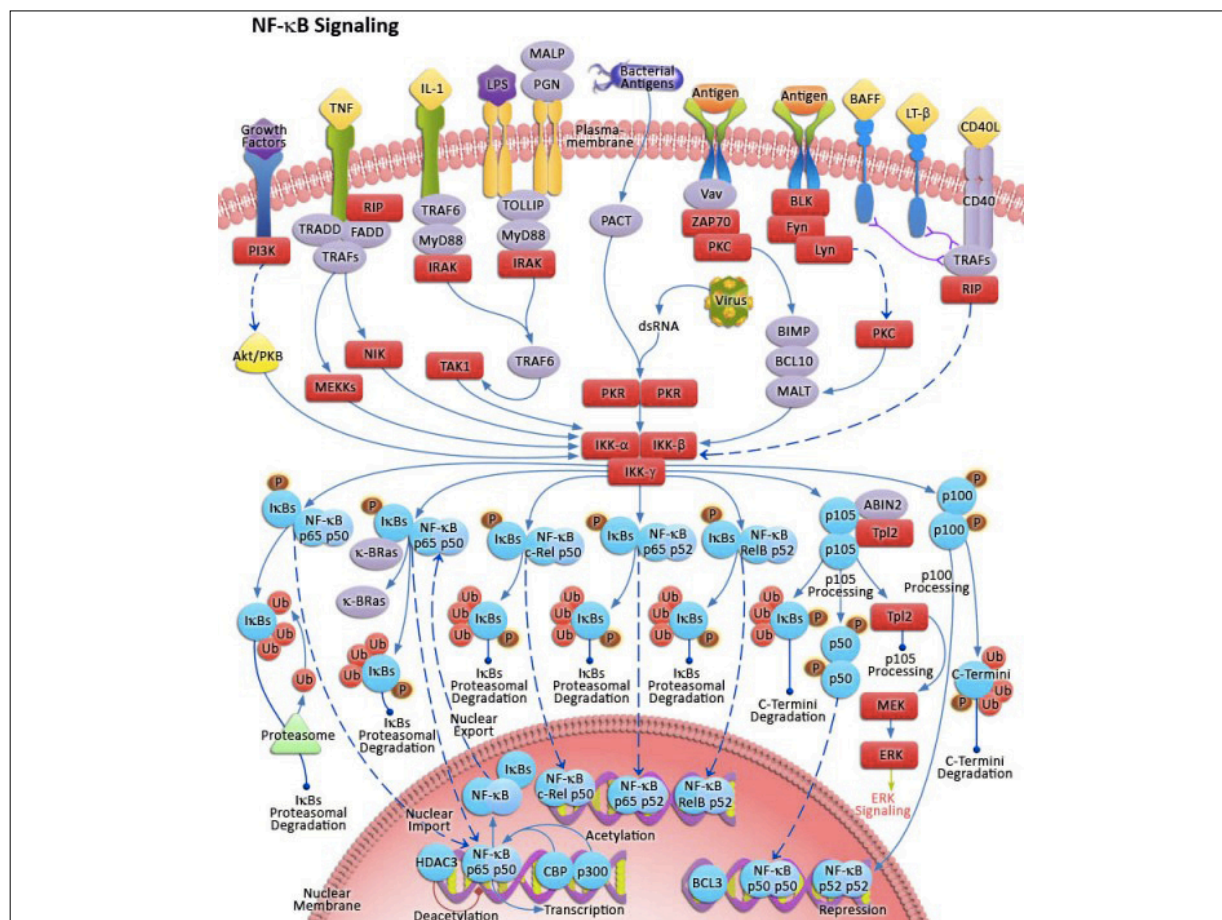 NF-κB Signaling
MALP
PGN
LPS
IL-1
TNF
Growth
Factors
Bacterial
Antigens
Antigen
Antigen
BAFF
LT-β
CD40L
Plasma-
membrane
PI3K
RIP
TRADD
FADD
TRAFs
TRAF6
MyD88
IRAK
TOLLIP
MyD88
IRAK
PACT
Vav
ZAP70
PKC
BLK
Fyn
Lyn
CD40
TRAFs
RIP
Virus
dsRNA
BIMP
BCL10
MALT
PKC
Akt/PKB
NIK
MEKKs
TAK1
TRAF6
PKR
PKR
IKK-α
IKK-β
IKK-γ
P
IκBs
NF-κB
p65 p50
P
IκBs
NF-κB
p65 p50
κ-BRas
κ-BRas
P
IκBs
NF-κB
c-Rel p50
P
IκBs
NF-κB
p65 p52
P
IκBs
NF-κB
RelB p52
p105
ABIN2
Tpl2
p105
p105
Processing
p100
P
p100
P
p100
Processing
IκBs
Ub
Ub
Ub
Ub
Proteasome
IκBs
Proteasomal
Degradation
Ub
Ub
Ub
Ub
IκBs
P
IκBs
Proteasomal
Degradation
Ub
Ub
Ub
IκBs
P
IκBs
Proteasomal
Degradation
Ub
Ub
Ub
IκBs
P
IκBs
Proteasomal
Degradation
Ub
Ub
Ub
IκBs
P
IκBs
Proteasomal
Degradation
Ub
Ub
Ub
IκBs
P
C-Termini
Degradation
P
p50
P
p50
Tpl2
p105
Processing
MEK
ERK
ERK
Signaling
Ub
C-Termini
Ub
P
Ub
C-Termini
Degradation
Nuclear
Export
Nuclear
Import
IκBs
NF-κB
NF-κB
c-Rel p50
NF-κB
p65 p52
NF-κB
RelB p52
Acetylation
HDAC3
NF-κB
p65 p50
CBP
p300
Deacetylation
Transcription
BCL3
NF-κB
p50 p50
NF-κB
p52 p52
Repression
Nuclear
Membrane